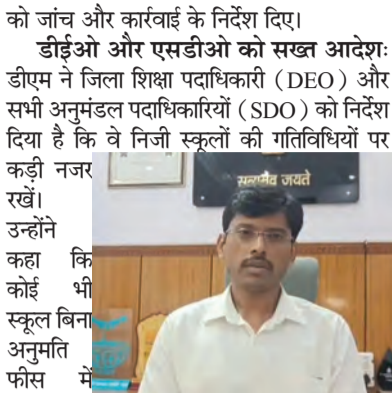 को जांच और कार्रवाई के निर्देश दिए।
डीईओ और एसडीओ को सख्त आदेशः
डीएम ने जिला शिक्षा पदाधिकारी (DEO) और
सभी अनुमंडल पदाधिकारियों (SDO) को निर्देश
दिया है कि वे निजी स्कूलों की गतिविधियों पर
कड़ी नजर
रखें।
उन्होंने
कहा कि
कोई भी
स्कूल बिना
अनुमति
फीस में
सत्यमेव जयते